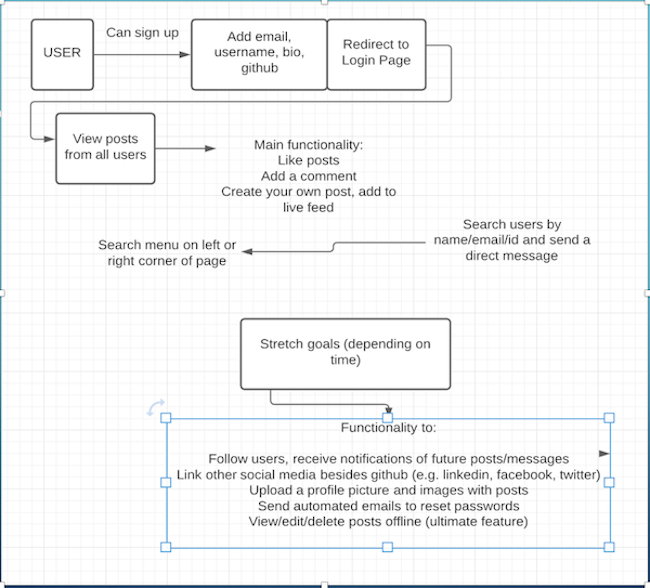 USER
Can sign up
Add email,
username, bio,
github
Redirect to
Login Page
View posts
from all users
Main functionality:
Like posts
Add a comment
Create your own post, add to
live feed
Search users by
name/email/id and send a
direct message
Search menu on left or
right corner of page
Stretch goals (depending on
time)
Functionality to:
Follow users, receive notifications of future posts/messages
Link other social media besides github (e.g. linkedin, facebook, twitter)
Upload a profile picture and images with posts
Send automated emails to reset passwords
View/edit/delete posts offline (ultimate feature)